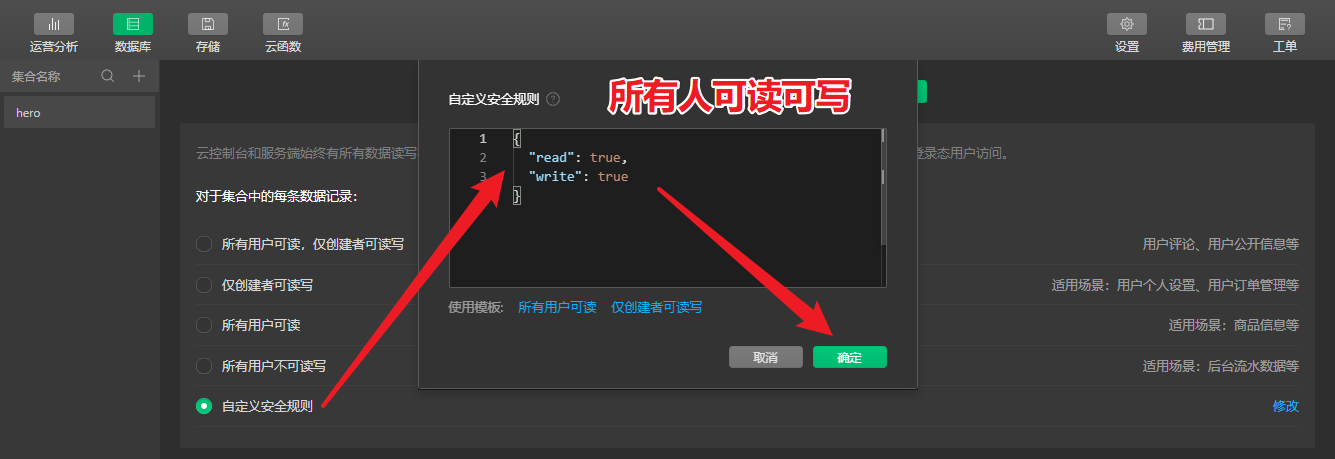 运营分析
数据库
存储
云函数
设置
费用管理
工单
集合名称
hero
自定义安全规则
所有人可读可写
1 {
2 "read": true,
3 "write": true
}
使用模板: 所有用户可读 仅创建者可读写
取消
确定
云控制台和服务端始终有所有数据读写
登录态用户访问。
对于集合中的每条数据记录:
所有用户可读，仅创建者可读写
用户评论、用户公开信息等
仅创建者可读写
适用场景：用户个人设置、用户订单管理等
所有用户可读
适用场景：商品信息等
所有用户不可读写
适用场景：后台流水数据等
自定义安全规则
修改